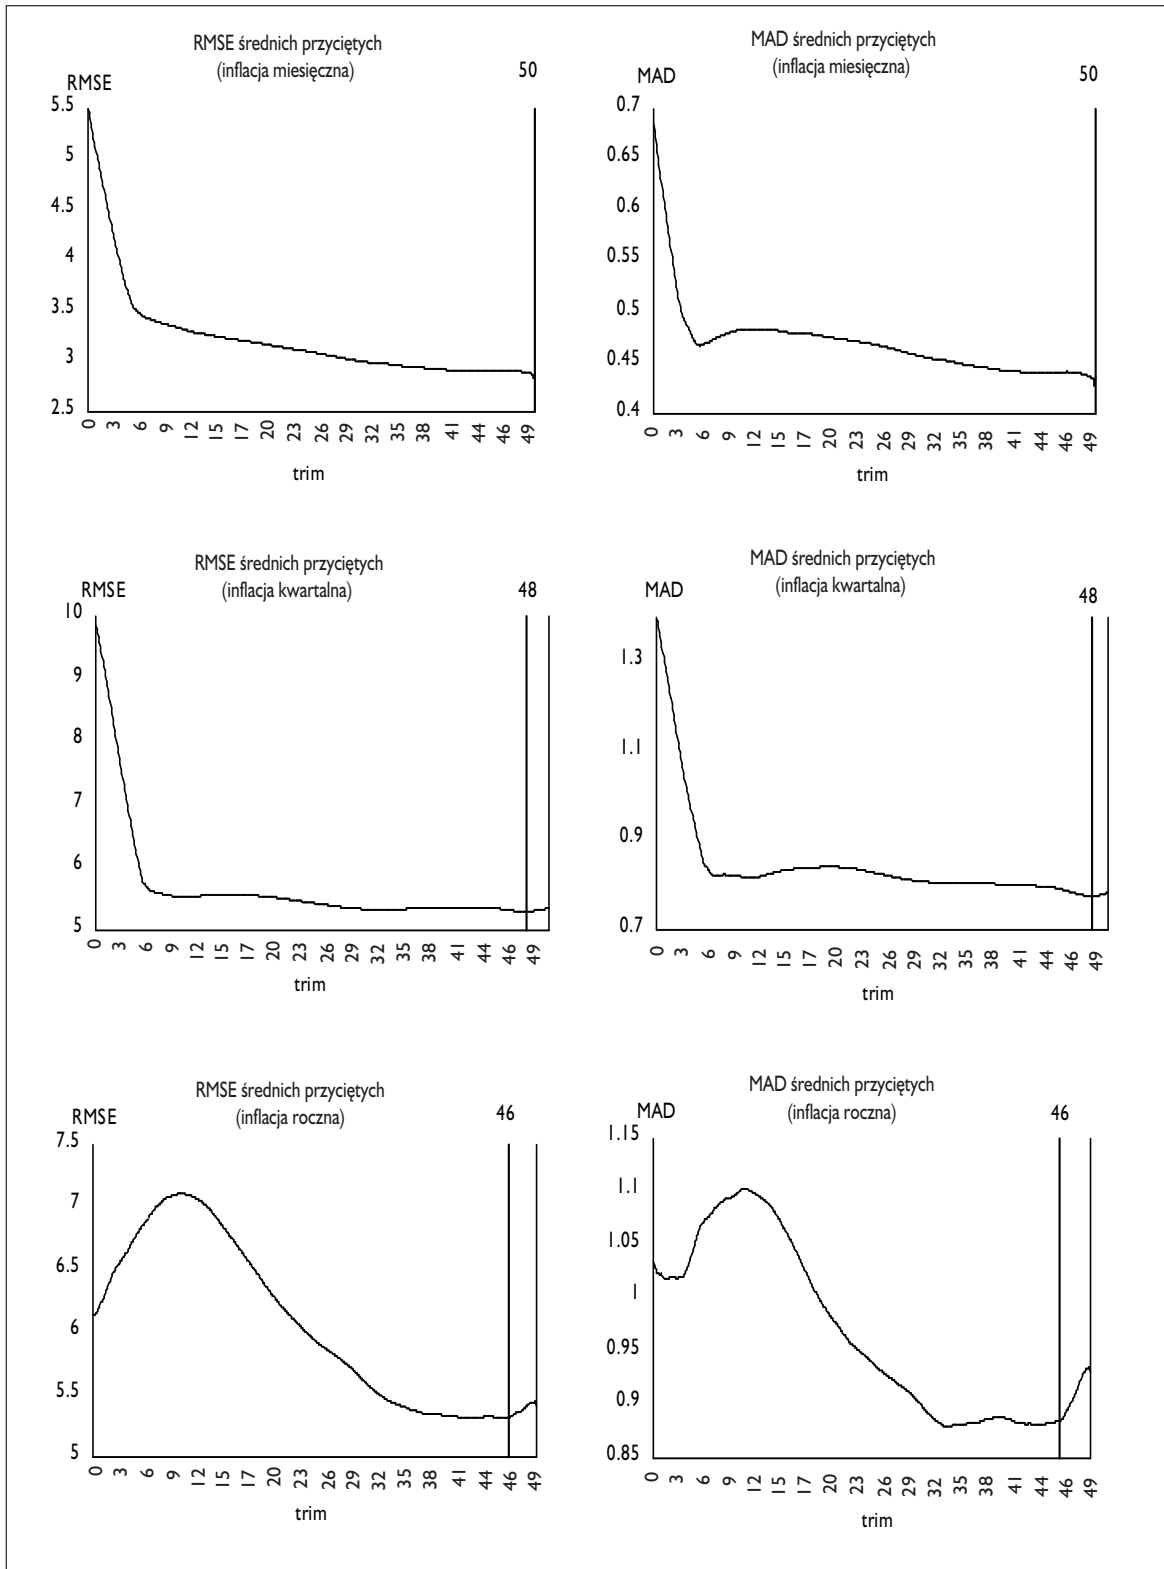 RMSE średnich przyciętych
(inflacja miesięczna)
50
RMSE
5.5
5
4.5
4
3.5
3
2.5
0 3 6 9 12 15 17 20 23 26 29 32 35 38 41 44 46 49
trim
MAD średnich przyciętych
(inflacja miesięczna)
50
MAD
0.7
0.65
0.6
0.55
0.5
0.45
0.4
0 3 6 9 12 15 17 20 23 26 29 32 35 38 41 44 46 49
trim
RMSE średnich przyciętych
(inflacja kwartalna)
48
RMSE
10
9
8
7
6
5
0 3 6 9 12 15 17 20 23 26 29 32 35 38 41 44 46 49
trim
MAD średnich przyciętych
(inflacja kwartalna)
48
MAD
1.3
1.1
0.9
0.7
0 3 6 9 12 15 17 20 23 26 29 32 35 38 41 44 46 49
trim
RMSE średnich przyciętych
(inflacja roczna)
46
RMSE
7.5
7
6.5
6
5.5
5
0 3 6 9 12 15 17 20 23 26 29 32 35 38 41 44 46 49
trim
MAD średnich przyciętych
(inflacja roczna)
46
MAD
1.15
1.1
1.05
1
0.95
0.9
0.85
0 3 6 9 12 15 17 20 23 26 29 32 35 38 41 44 46 49
trim